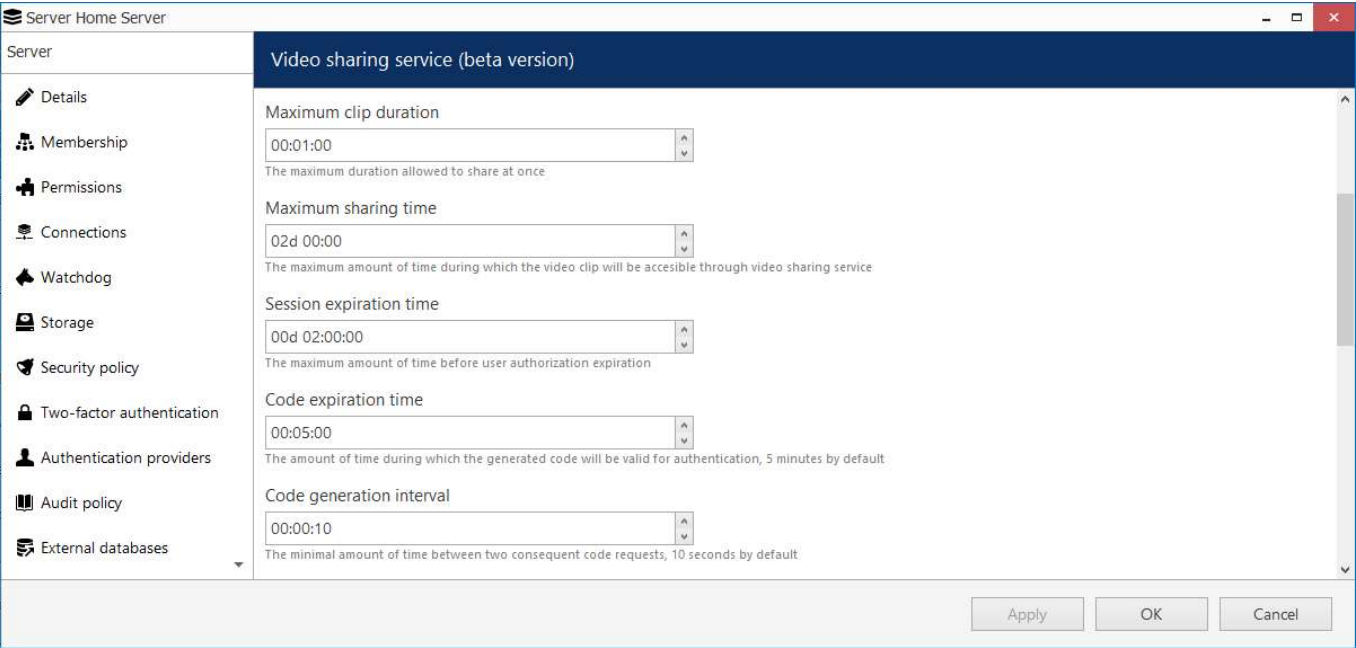 Server Home Server
Server
Details
Membership
Permissions
Connections
Watchdog
Storage
Security policy
Two-factor authentication
Authentication providers
Audit policy
External databases
Video sharing service (beta version)
Maximum clip duration
00:01:00
The maximum duration allowed to share at once
Maximum sharing time
02d 00:00
The maximum amount of time during which the video clip will be accesible through video sharing service
Session expiration time
00d 02:00:00
The maximum amount of time before user authorization expiration
Code expiration time
00:05:00
The amount of time during which the generated code will be valid for authentication, 5 minutes by default
Code generation interval
00:00:10
The minimal amount of time between two consequent code requests, 10 seconds by default
Apply
OK
Cancel